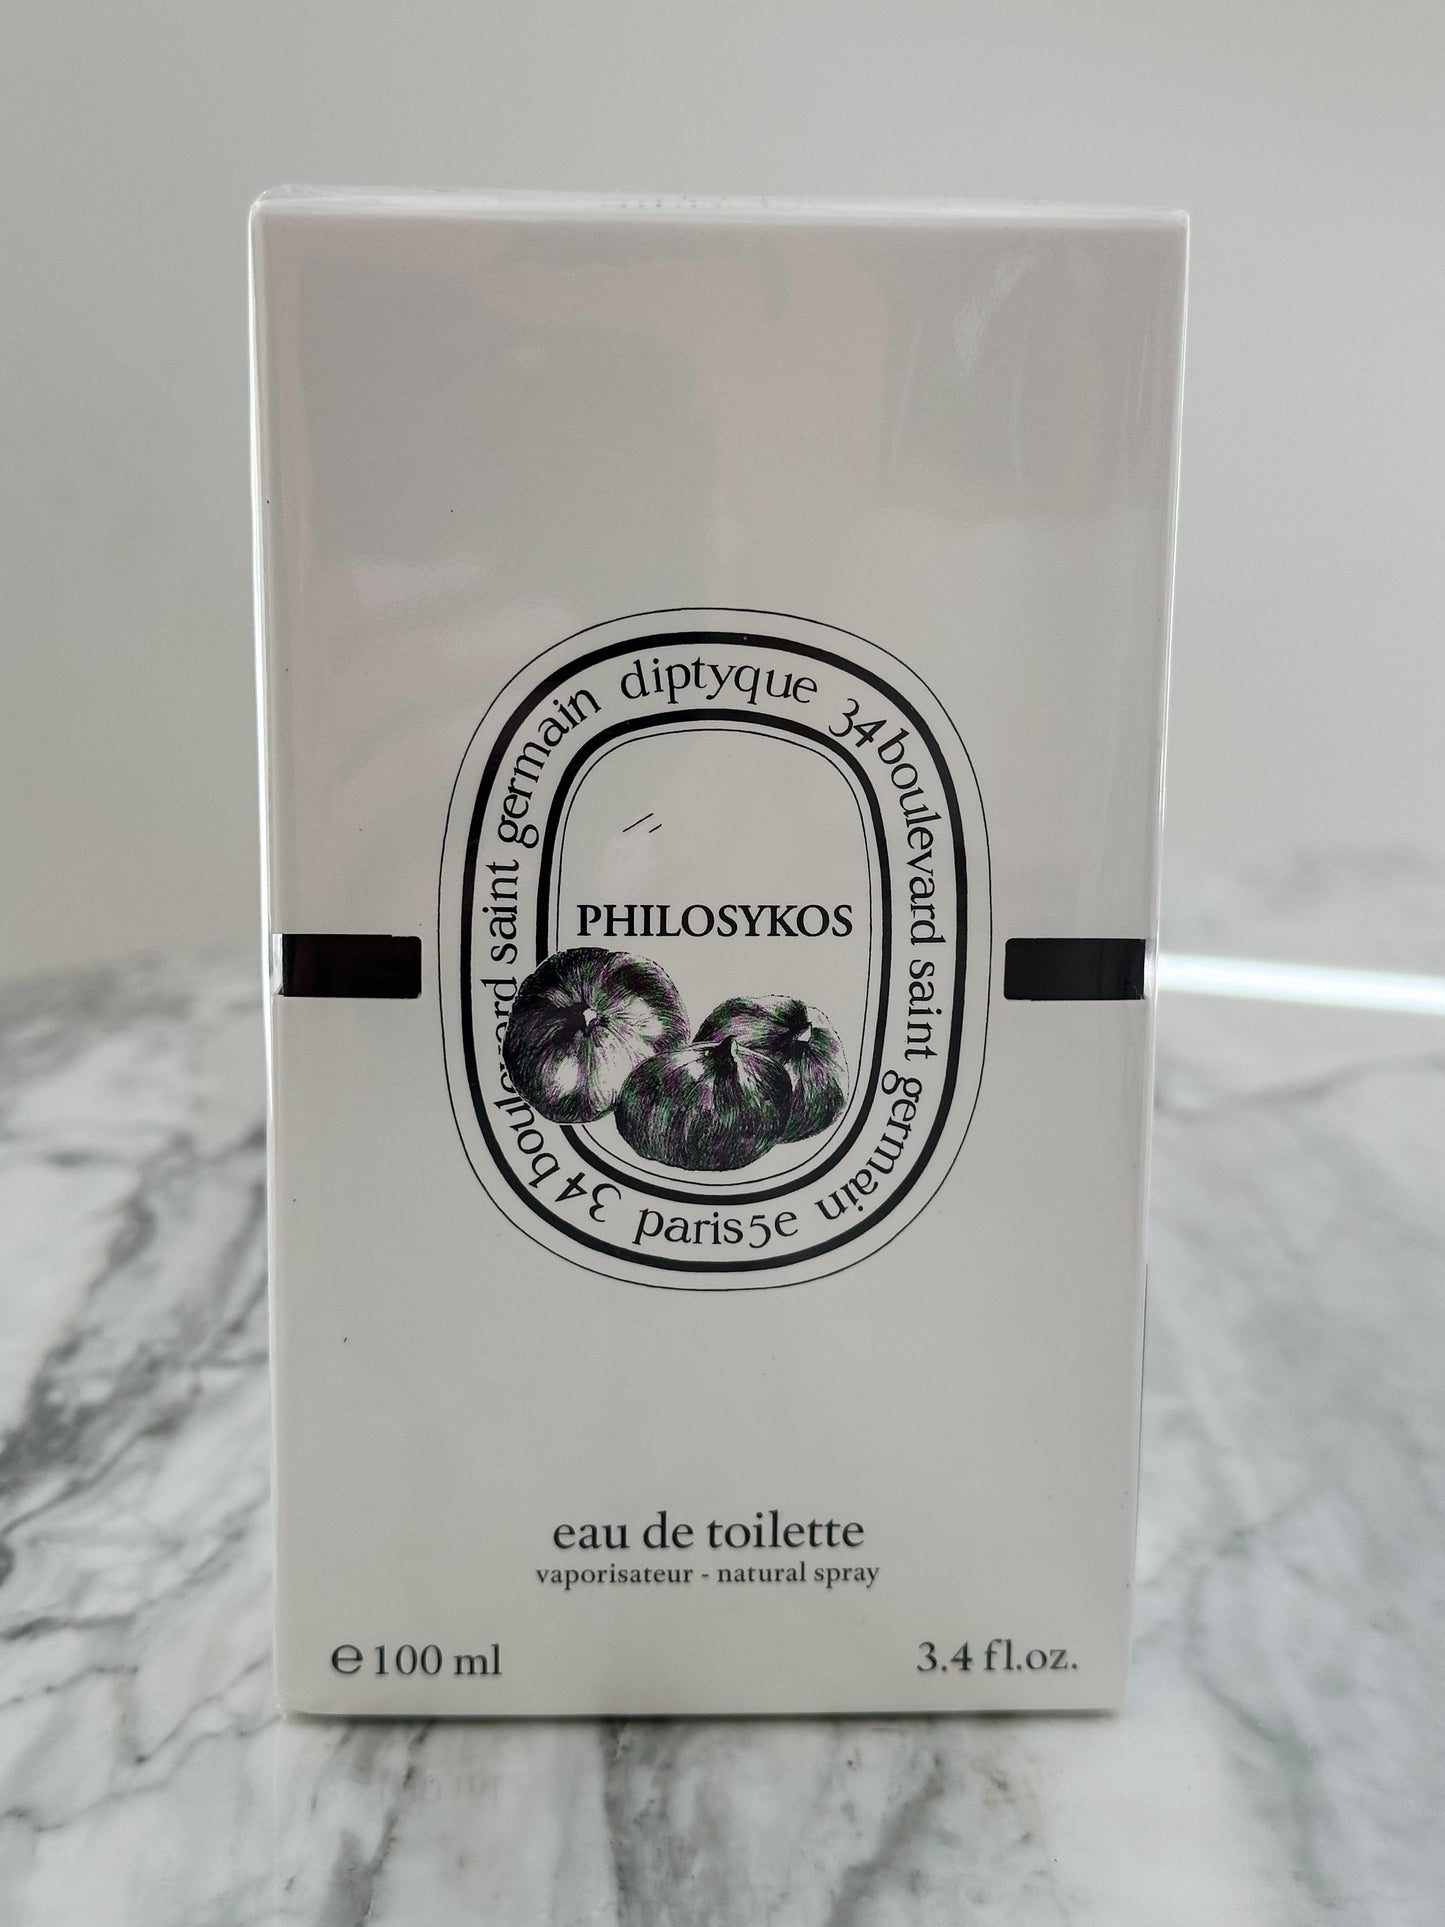 diptyque 34 boulevard saint germain
paris 5e
34 boulevard saint germain
PHILOSYKOS
eau de toilette
vaporisateur - natural spray
℮ 100 ml
3.4 fl.oz.